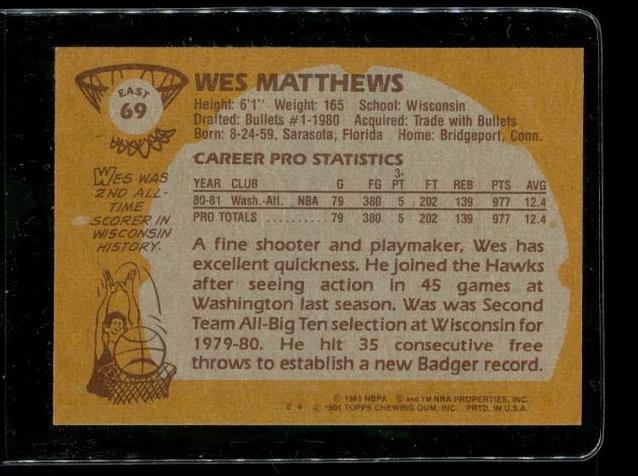 EAST
69
WES MATTHEWS
Height: 6'1" Weight: 165 School: Wisconsin
Drafted: Bullets #1-1980 Acquired: Trade with Bullets
Born: 8-24-59, Sarasota, Florida Home: Bridgeport, Conn.
WES WAS
2ND ALL-
TIME
SCORER IN
WISCONSIN
HISTORY.
CAREER PRO STATISTICS
YEAR CLUB G FG 3-PT FT REB PTS AVG
80-81 Wash.-Atl. NBA 79 380 5 202 139 977 12.4
PRO TOTALS .......... 79 380 5 202 139 977 12.4
A fine shooter and playmaker, Wes has
excellent quickness. He joined the Hawks
after seeing action in 45 games at
Washington last season. Was was Second
Team All-Big Ten selection at Wisconsin for
1979-80. He hit 35 consecutive free
throws to establish a new Badger record.
© 1981 NBPA © and TM NBA PROPERTIES, INC.
E * © 1981 TOPPS CHEWING GUM, INC. PRTD. IN U.S.A.